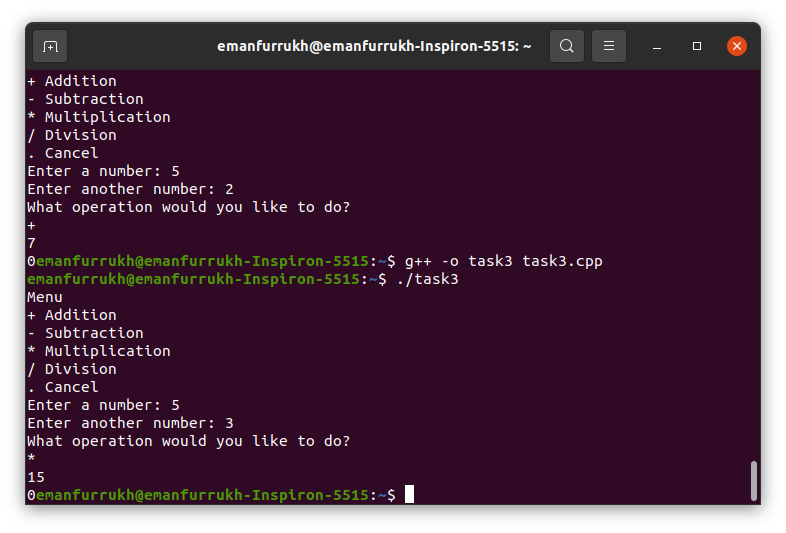 emanfurrukh@emanfurrukh-Inspiron-5515: ~
+ Addition
- Subtraction
* Multiplication
/ Division
. Cancel
Enter a number: 5
Enter another number: 2
What operation would you like to do?
+
7
0emanfurrukh@emanfurrukh-Inspiron-5515:~$ g++ -o task3 task3.cpp
emanfurrukh@emanfurrukh-Inspiron-5515:~$ ./task3
Menu
+ Addition
- Subtraction
* Multiplication
/ Division
. Cancel
Enter a number: 5
Enter another number: 3
What operation would you like to do?
*
15
0emanfurrukh@emanfurrukh-Inspiron-5515:~$